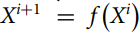 X^{i+1} = f(X^i)